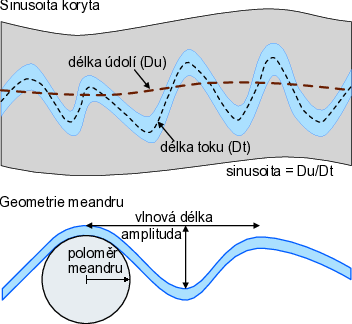 Sinusoita koryta
délka údolí (Du)
délka toku (Dt)
sinusoita = Du/Dt
Geometrie meandru
vlnová délka
amplituda
poloměr
meandru